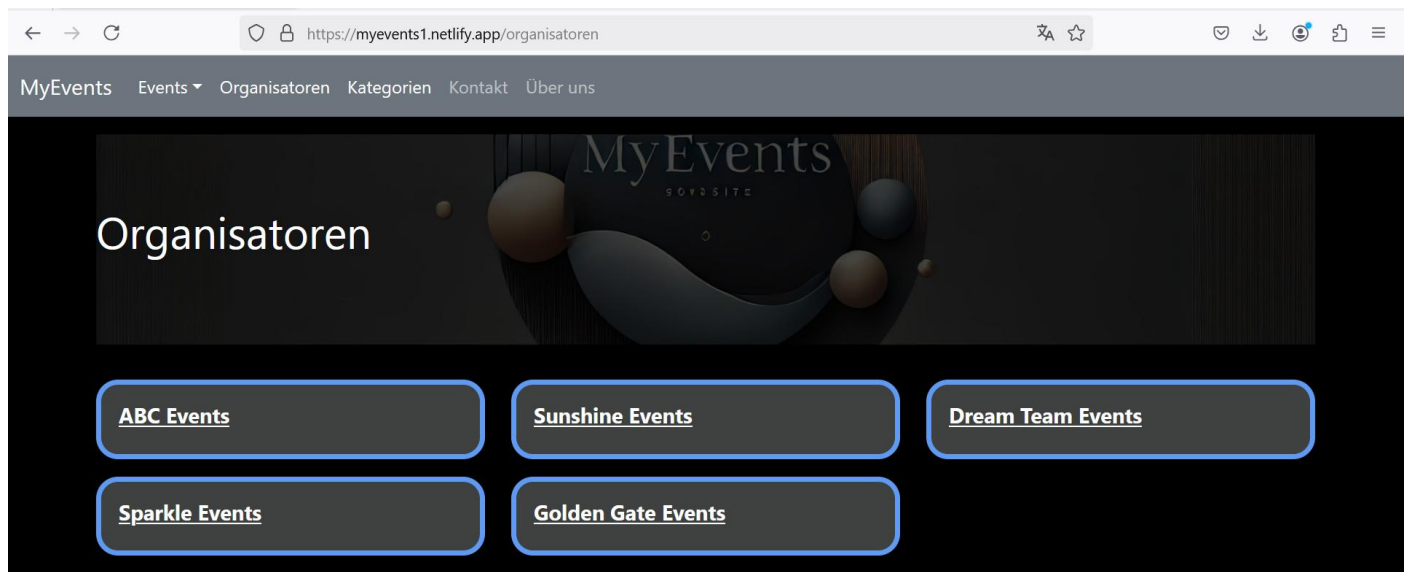 https://myevents1.netlify.app/organisatoren
MyEvents Events Organisatoren Kategorien Kontakt Über uns
MyEvents
Organisatoren
ABC Events Sunshine Events Dream Team Events
Sparkle Events Golden Gate Events